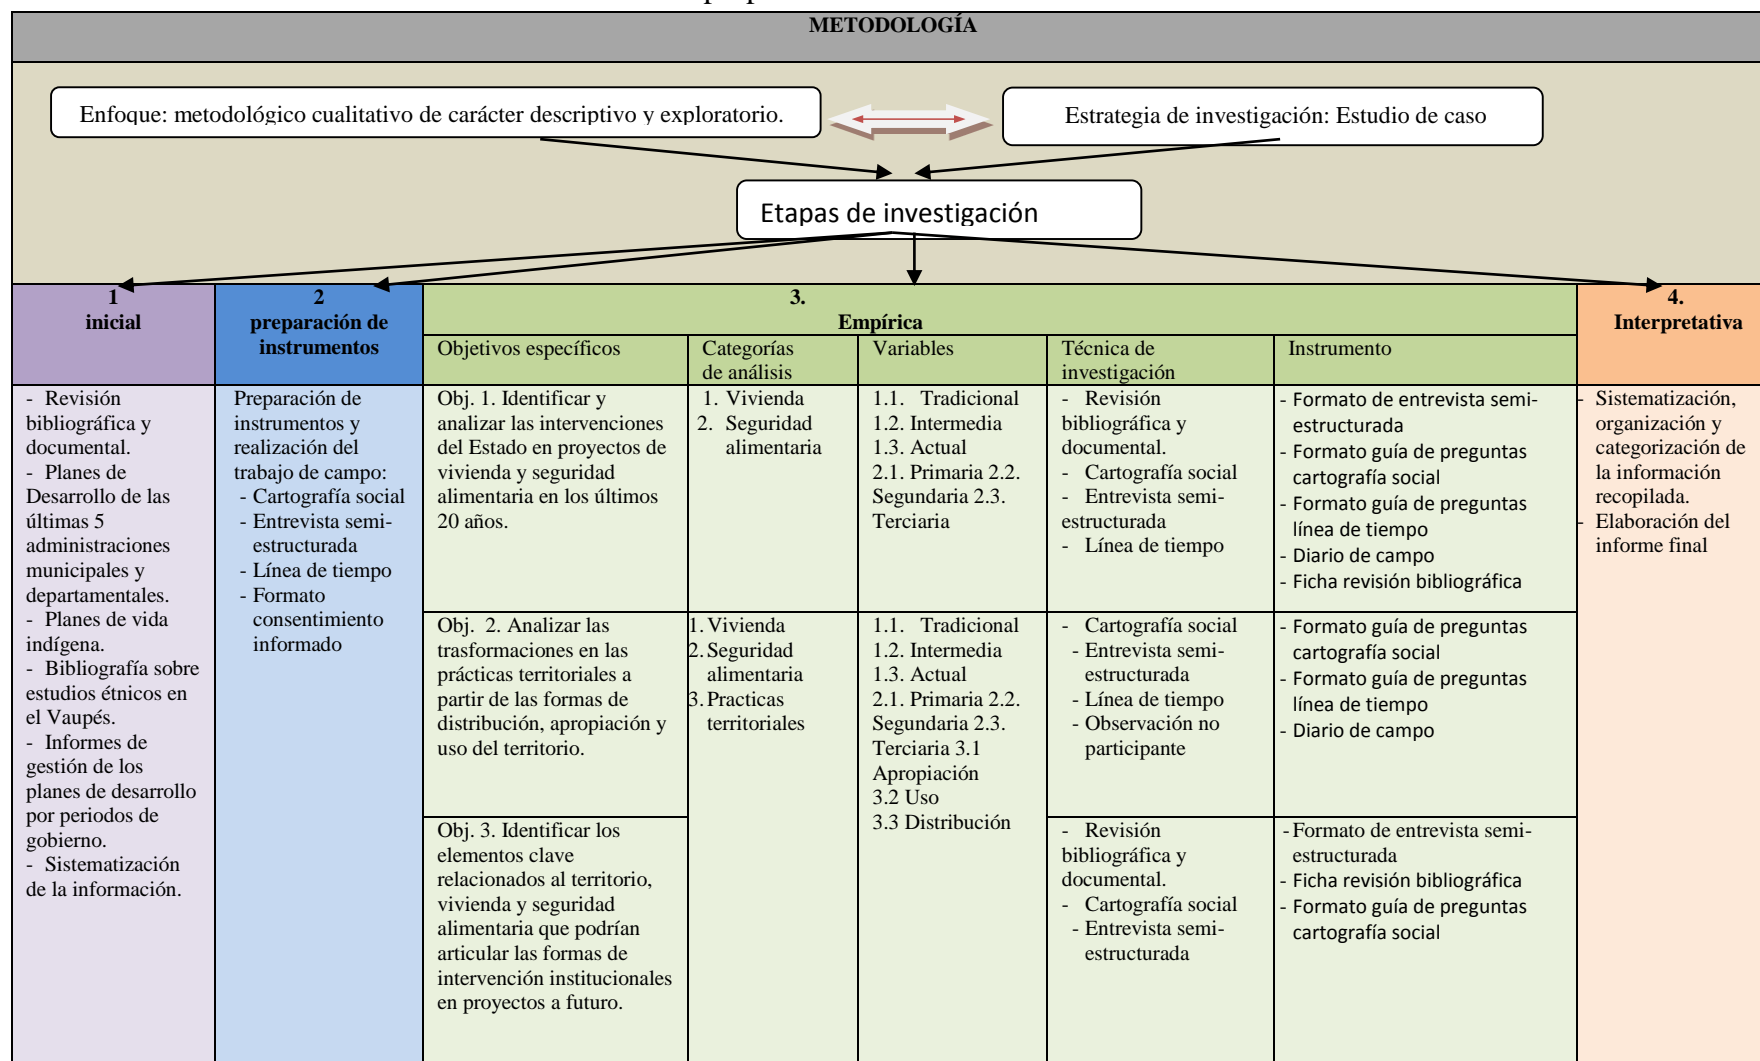 METODOLOGÍA
Enfoque: metodológico cualitativo de carácter descriptivo y exploratorio.
Estrategia de investigación: Estudio de caso
Etapas de investigación
1
inicial
2
preparación de
instrumentos
3.
Empírica
4.
Interpretativa
Objetivos específicos
Categorías
de análisis
Variables
Técnica de
investigación
Instrumento
- Revisión
bibliográfica y
documental.
- Planes de
Desarrollo de las
últimas 5
administraciones
municipales y
departamentales.
- Planes de vida
indígena.
- Bibliografía sobre
estudios étnicos en
el Vaupés.
- Informes de
gestión de los
planes de desarrollo
por periodos de
gobierno.
- Sistematización
de la información.
Preparación de
instrumentos y
realización del
trabajo de campo:
- Cartografía social
- Entrevista semi-
estructurada
- Línea de tiempo
- Formato
consentimiento
informado
Obj. 1. Identificar y
analizar las intervenciones
del Estado en proyectos de
vivienda y seguridad
alimentaria en los últimos
20 años.
1. Vivienda
2. Seguridad
alimentaria
1.1. Tradicional
1.2. Intermedia
1.3. Actual
2.1. Primaria 2.2.
Segundaria 2.3.
Terciaria
- Revisión
bibliográfica y
documental.
- Cartografía social
- Entrevista semi-
estructurada
- Línea de tiempo
- Formato de entrevista semi-
estructurada
- Formato guía de preguntas
cartografía social
- Formato guía de preguntas
línea de tiempo
- Diario de campo
- Ficha revisión bibliográfica
Obj. 2. Analizar las
trasformaciones en las
prácticas territoriales a
partir de las formas de
distribución, apropiación y
uso del territorio.
1. Vivienda
2. Seguridad
alimentaria
3. Practicas
territoriales
1.1. Tradicional
1.2. Intermedia
1.3. Actual
2.1. Primaria 2.2.
Segundaria 2.3.
Terciaria 3.1
Apropiación
3.2 Uso
3.3 Distribución
- Cartografía social
- Entrevista semi-
estructurada
- Línea de tiempo
- Observación no
participante
- Formato guía de preguntas
cartografía social
- Formato guía de preguntas
línea de tiempo
- Diario de campo
Obj. 3. Identificar los
elementos clave
relacionados al territorio,
vivienda y seguridad
alimentaria que podrían
articular las formas de
intervención institucionales
en proyectos a futuro.
- Revisión
bibliográfica y
documental.
- Cartografía social
- Entrevista semi-
estructurada
- Formato de entrevista semi-
estructurada
- Ficha revisión bibliográfica
- Formato guía de preguntas
cartografía social
- Sistematización,
organización y
categorización de
la información
recopilada.
- Elaboración del
informe final